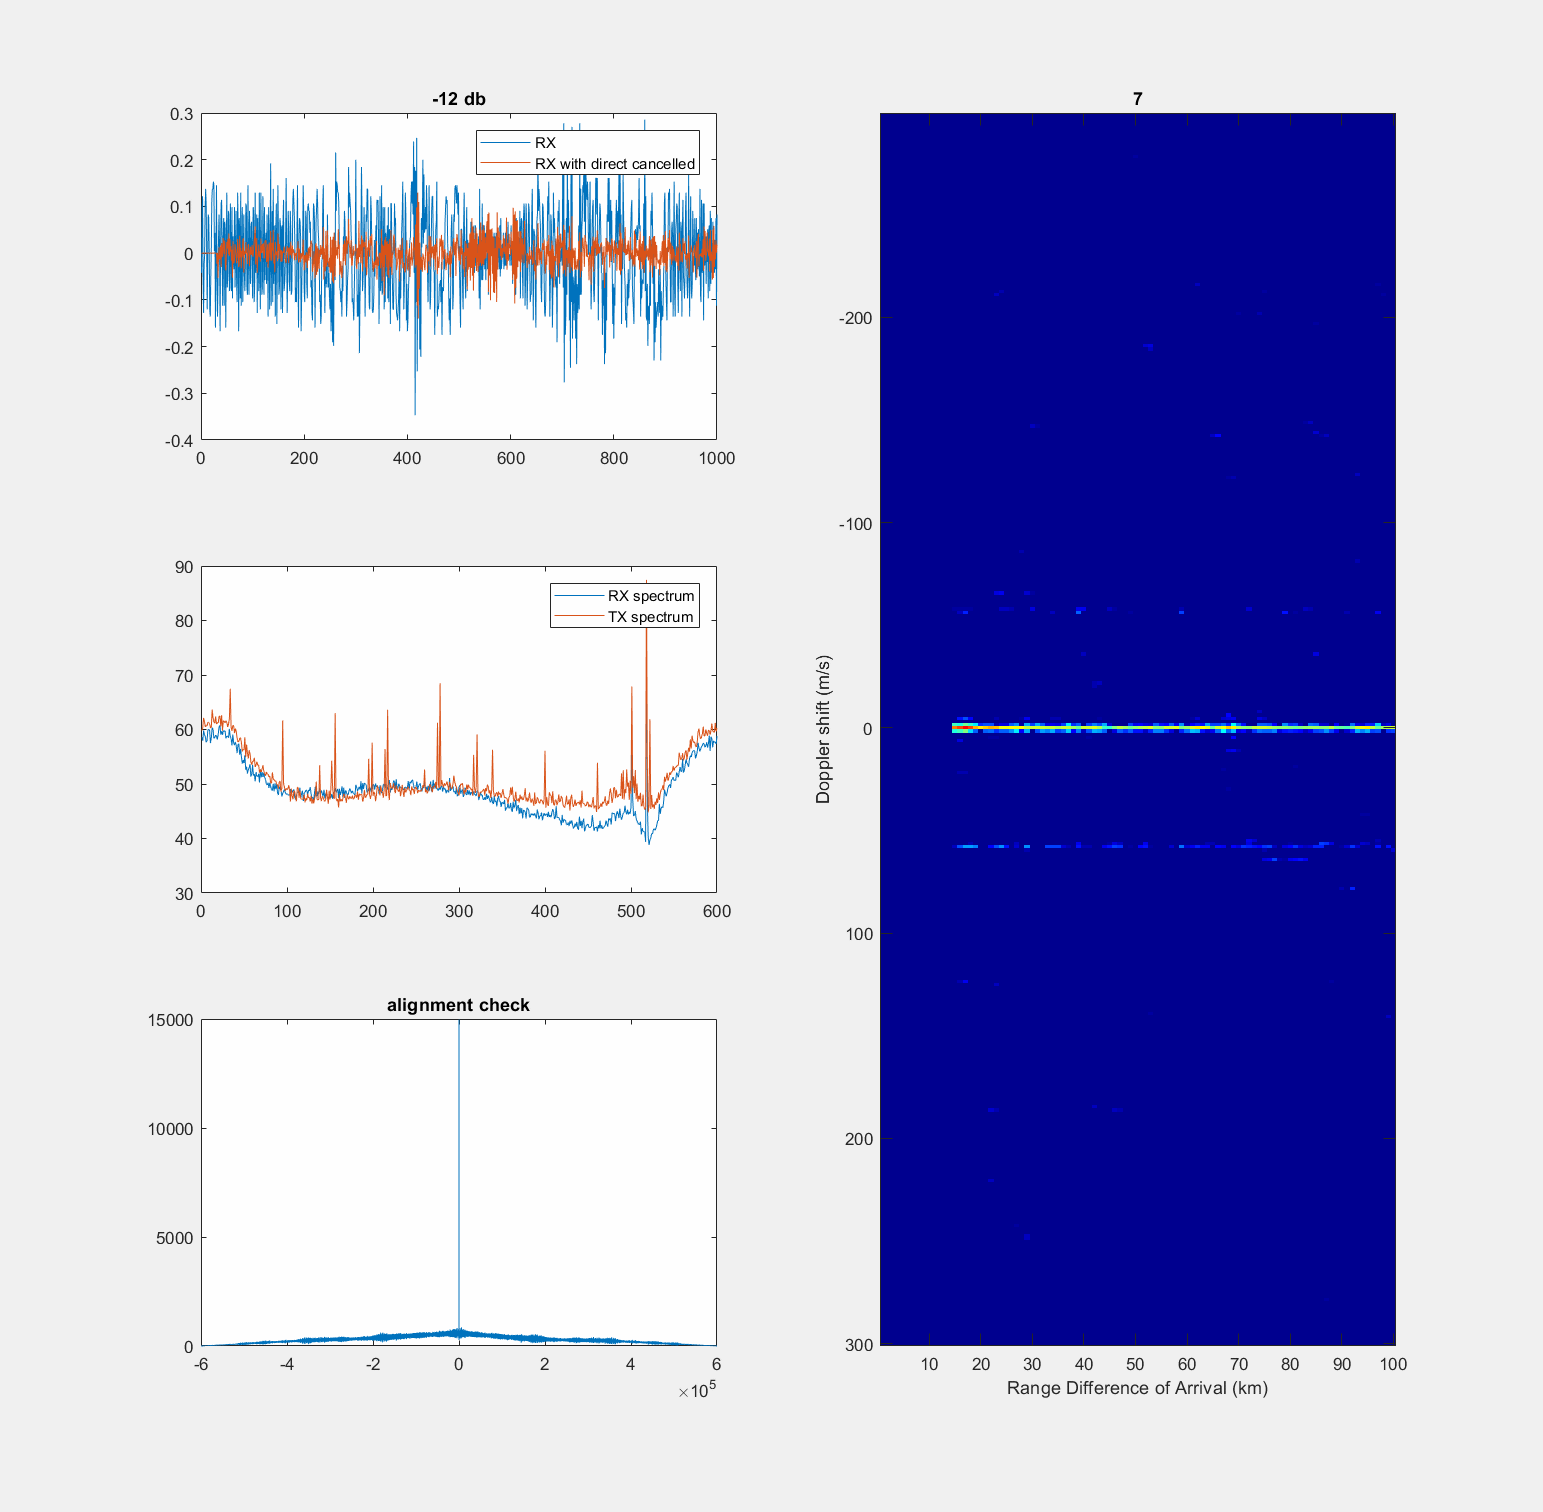 -12 db
0.3
0.2
0.1
0
-0.1
-0.2
-0.3
-0.4
0 200 400 600 800 1000
RX
RX with direct cancelled
90
80
70
60
50
40
30
0 100 200 300 400 500 600
RX spectrum
TX spectrum
alignment check
15000
10000
5000
0
-6 -4 -2 0 2 4 6
×10^5
7
Doppler shift (m/s)
-200
-100
0
100
200
300
10 20 30 40 50 60 70 80 90 100
Range Difference of Arrival (km)